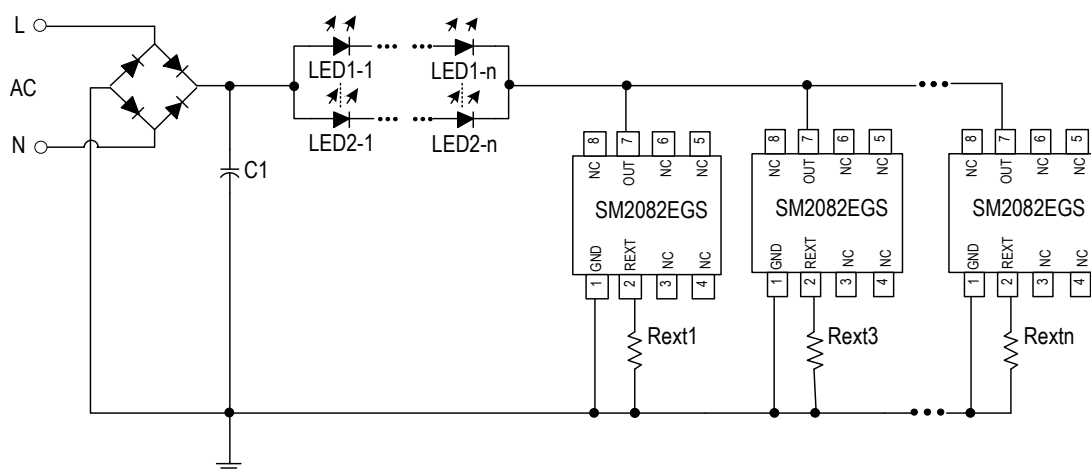 L
AC
N
C1
LED1-1
LED1-n
LED2-1
LED2-n
8 7 6 5
NC OUT NC NC
SM2082EGS
GND REXT NC NC
1 2 3 4
Rext1
8 7 6 5
NC OUT NC NC
SM2082EGS
GND REXT NC NC
1 2 3 4
Rext3
8 7 6 5
NC OUT NC NC
SM2082EGS
GND REXT NC NC
1 2 3 4
Rextn